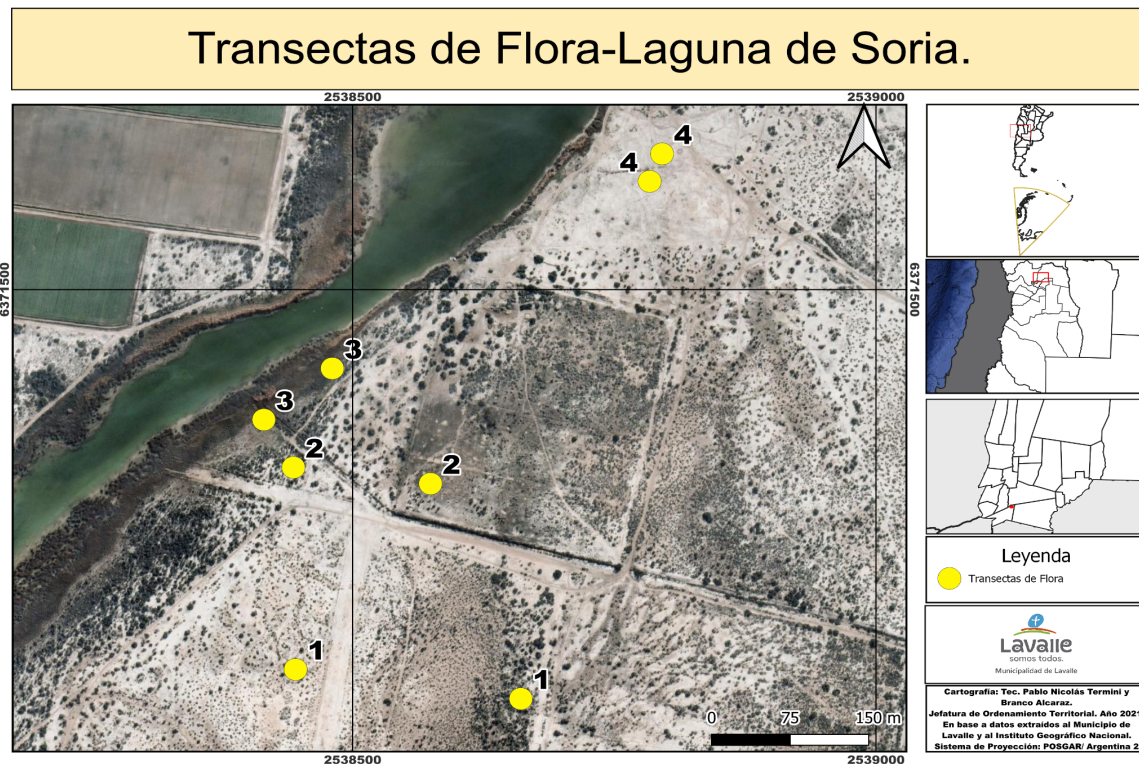 Transectas de Flora-Laguna de Soria.
2538500
2539000
4
4
6371500
6371500
3
3
2
2
1
1
0 75 150 m
2538500
2539000
Leyenda
Transectas de Flora
Lavalle
somos todos.
Municipalidad de Lavalle
Cartografía: Tec. Pablo Nicolás Termini y
Branco Alcaraz.
Jefatura de Ordenamiento Territorial. Año 2021
En base a datos extraídos al Municipio de
Lavalle y al Instituto Geográfico Nacional.
Sistema de Proyección: POSGAR/ Argentina 2